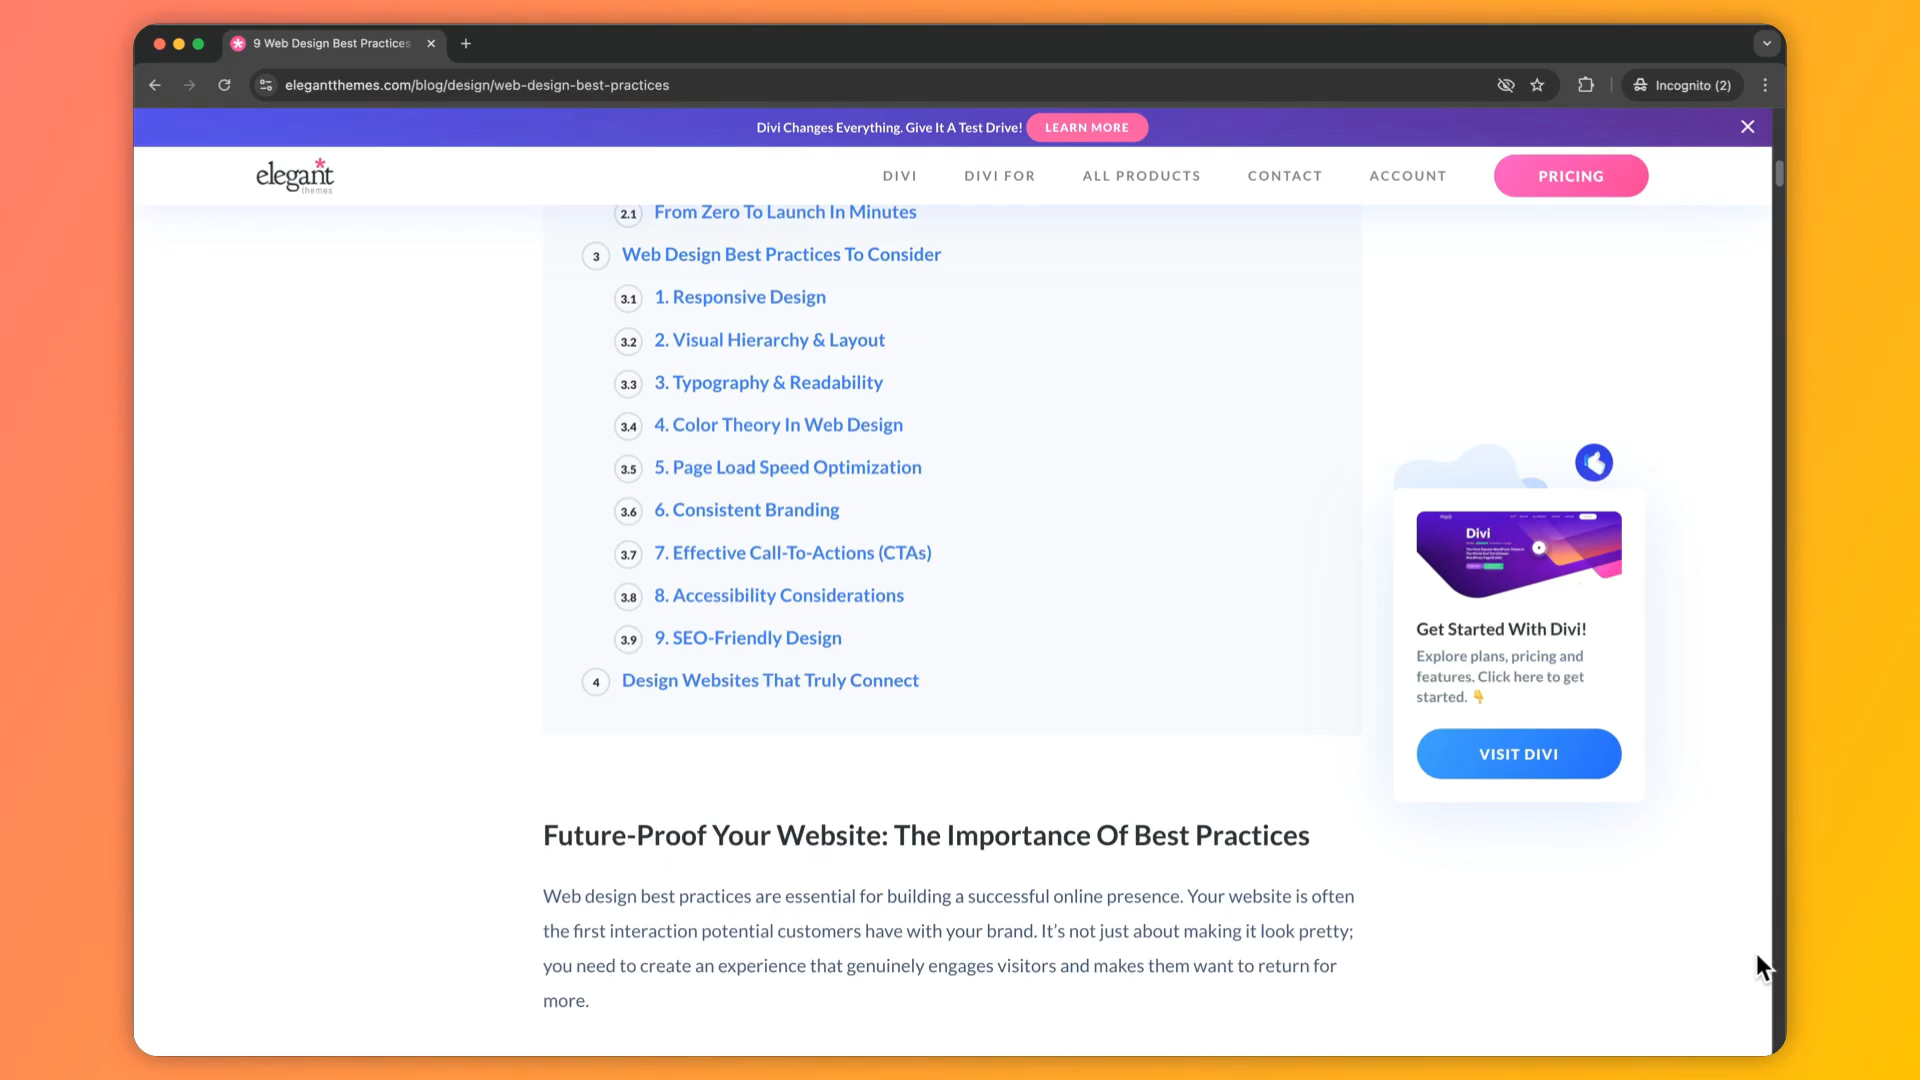 9 Web Design Best Practices
elegantthemes.com/blog/design/web-design-best-practices
Incognito (2)
Divi Changes Everything. Give It A Test Drive! LEARN MORE
elegant
themes
DIVI
DIVI FOR
ALL PRODUCTS
CONTACT
ACCOUNT
PRICING
2.1 From Zero To Launch In Minutes
3 Web Design Best Practices To Consider
3.1 1. Responsive Design
3.2 2. Visual Hierarchy & Layout
3.3 3. Typography & Readability
3.4 4. Color Theory In Web Design
3.5 5. Page Load Speed Optimization
3.6 6. Consistent Branding
3.7 7. Effective Call-To-Actions (CTAs)
3.8 8. Accessibility Considerations
3.9 9. SEO-Friendly Design
4 Design Websites That Truly Connect
Divi
Get Started With Divi!
Explore plans, pricing and
features. Click here to get
started. 👇
VISIT DIVI
Future-Proof Your Website: The Importance Of Best Practices
Web design best practices are essential for building a successful online presence. Your website is often
the first interaction potential customers have with your brand. It’s not just about making it look pretty;
you need to create an experience that genuinely engages visitors and makes them want to return for
more.